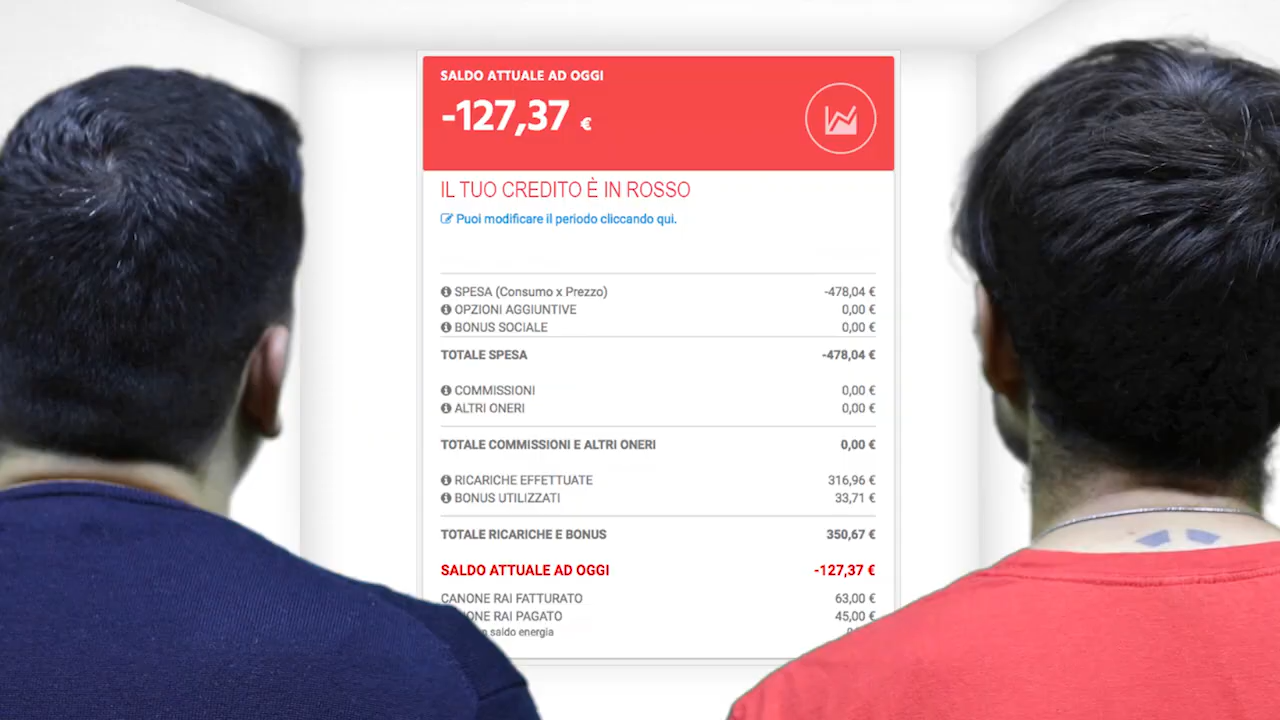 SALDO ATTUALE AD OGGI
-127,37 €
IL TUO CREDITO È IN ROSSO
Puoi modificare il periodo cliccando qui.
SPESA (Consumo x Prezzo) -478,04 €
OPZIONI AGGIUNTIVE 0,00 €
BONUS SOCIALE 0,00 €
TOTALE SPESA -478,04 €
COMMISSIONI 0,00 €
ALTRI ONERI 0,00 €
TOTALE COMMISSIONI E ALTRI ONERI 0,00 €
RICARICHE EFFETTUATE 316,96 €
BONUS UTILIZZATI 33,71 €
TOTALE RICARICHE E BONUS 350,67 €
SALDO ATTUALE AD OGGI -127,37 €
CANONE RAI FATTURATO 63,00 €
RAI PAGATO 45,00 €
saldo energia